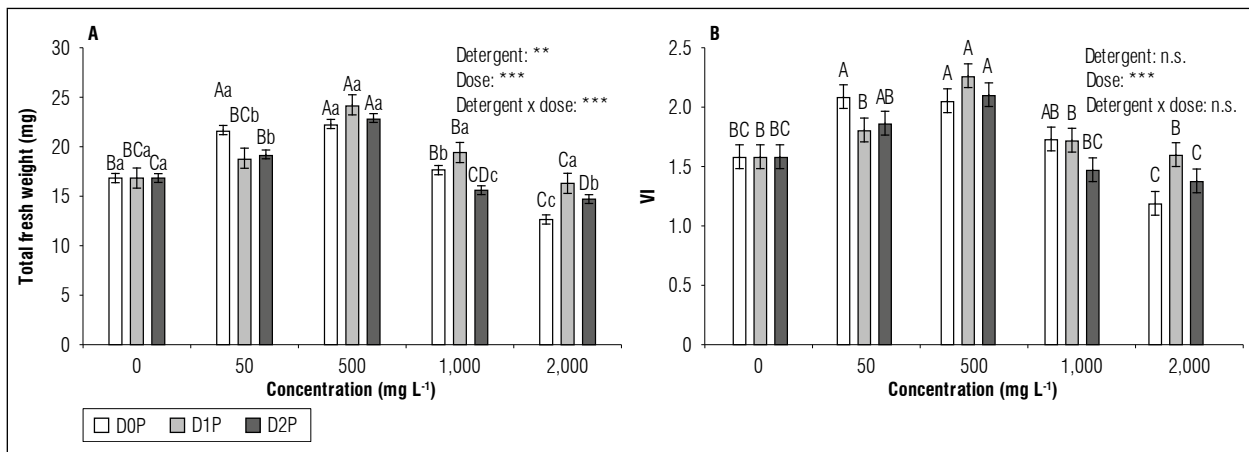 A
30
25
20
15
10
5
0
Total fresh weight (mg)
Detergent: **
Dose: ***
Detergent x dose: ***
Ba BCa Ca
Aa BCb Bb
Aa Aa Aa
Bb Ba CDc
Cc Ca Db
0 50 500 1,000 2,000
Concentration (mg L-1)
D0P D1P D2P
B
2.5
2.0
1.5
1.0
0.5
0.0
VI
Detergent: n.s.
Dose: ***
Detergent x dose: n.s.
BC B BC
A B AB
A A A
AB B BC
C B C
0 50 500 1,000 2,000
Concentration (mg L-1)